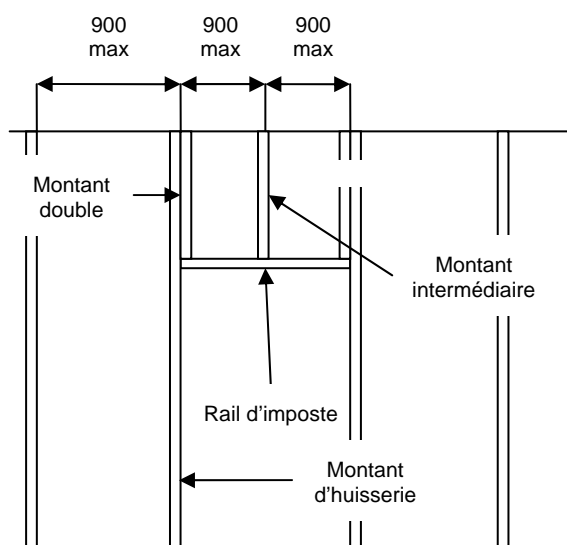 900
max
900
max
900
max
Montant
double
Montant
intermédiaire
Rail d’imposte
Montant
d’huisserie